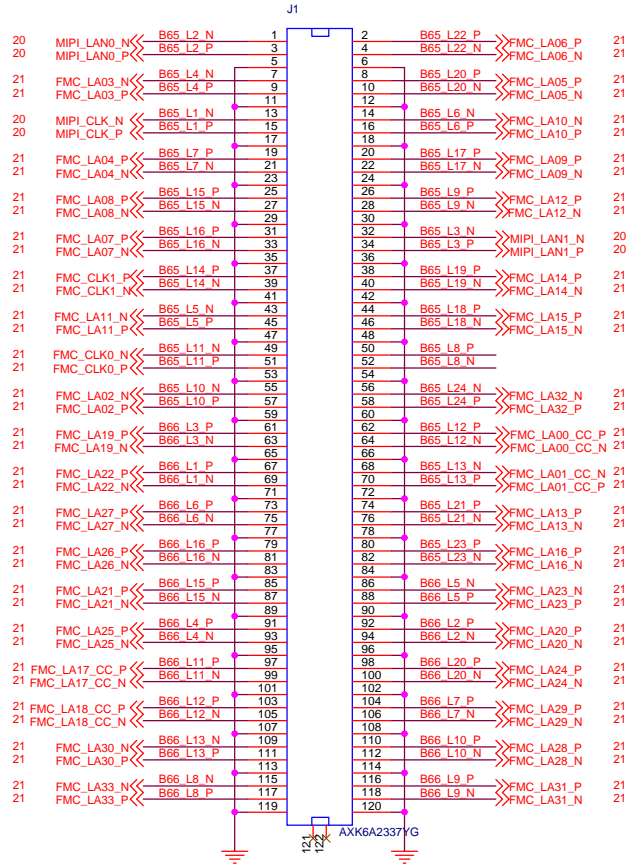 J1
20 MIPI_LAN0_N B65_L2_N 1 2 B65_L22_P FMC_LA06_P 21
20 MIPI_LAN0_P B65_L2_P 3 4 B65_L22_N FMC_LA06_N 21
5 6
21 FMC_LA03_N B65_L4_N 7 8 B65_L20_P FMC_LA05_P 21
21 FMC_LA03_P B65_L4_P 9 10 B65_L20_N FMC_LA05_N 21
11 12
20 MIPI_CLK_N B65_L1_N 13 14 B65_L6_N FMC_LA10_N 21
20 MIPI_CLK_P B65_L1_P 15 16 B65_L6_P FMC_LA10_P 21
17 18
21 FMC_LA04_P B65_L7_P 19 20 B65_L17_P FMC_LA09_P 21
21 FMC_LA04_N B65_L7_N 21 22 B65_L17_N FMC_LA09_N 21
23 24
21 FMC_LA08_P B65_L15_P 25 26 B65_L9_P FMC_LA12_P 21
21 FMC_LA08_N B65_L15_N 27 28 B65_L9_N FMC_LA12_N 21
29 30
21 FMC_LA07_P B65_L16_P 31 32 B65_L3_N MIPI_LAN1_N 20
21 FMC_LA07_N B65_L16_N 33 34 B65_L3_P MIPI_LAN1_P 20
35 36
21 FMC_CLK1_P B65_L14_P 37 38 B65_L19_P FMC_LA14_P 21
21 FMC_CLK1_N B65_L14_N 39 40 B65_L19_N FMC_LA14_N 21
41 42
21 FMC_LA11_N B65_L5_N 43 44 B65_L18_P FMC_LA15_P 21
21 FMC_LA11_P B65_L5_P 45 46 B65_L18_N FMC_LA15_N 21
47 48
21 FMC_CLK0_N B65_L11_N 49 50 B65_L8_P
21 FMC_CLK0_P B65_L11_P 51 52 B65_L8_N
53 54
21 FMC_LA02_N B65_L10_N 55 56 B65_L24_N FMC_LA32_N 21
21 FMC_LA02_P B65_L10_P 57 58 B65_L24_P FMC_LA32_P 21
59 60
21 FMC_LA19_P B66_L3_P 61 62 B65_L12_P FMC_LA00_CC_P 21
21 FMC_LA19_N B66_L3_N 63 64 B65_L12_N FMC_LA00_CC_N 21
65 66
21 FMC_LA22_P B66_L1_P 67 68 B65_L13_N FMC_LA01_CC_N 21
21 FMC_LA22_N B66_L1_N 69 70 B65_L13_P FMC_LA01_CC_P 21
71 72
21 FMC_LA27_P B66_L6_P 73 74 B65_L21_P FMC_LA13_P 21
21 FMC_LA27_N B66_L6_N 75 76 B65_L21_N FMC_LA13_N 21
77 78
21 FMC_LA26_P B66_L16_P 79 80 B65_L23_P FMC_LA16_P 21
21 FMC_LA26_N B66_L16_N 81 82 B65_L23_N FMC_LA16_N 21
83 84
21 FMC_LA21_P B66_L15_P 85 86 B66_L5_N FMC_LA23_N 21
21 FMC_LA21_N B66_L15_N 87 88 B66_L5_P FMC_LA23_P 21
89 90
21 FMC_LA25_P B66_L4_P 91 92 B66_L2_P FMC_LA20_P 21
21 FMC_LA25_N B66_L4_N 93 94 B66_L2_N FMC_LA20_N 21
95 96
21 FMC_LA17_CC_P B66_L11_P 97 98 B66_L20_P FMC_LA24_P 21
21 FMC_LA17_CC_N B66_L11_N 99 100 B66_L20_N FMC_LA24_N 21
101 102
21 FMC_LA18_CC_P B66_L12_P 103 104 B66_L7_P FMC_LA29_P 21
21 FMC_LA18_CC_N B66_L12_N 105 106 B66_L7_N FMC_LA29_N 21
107 108
21 FMC_LA30_N B66_L13_N 109 110 B66_L10_P FMC_LA28_P 21
21 FMC_LA30_P B66_L13_P 111 112 B66_L10_N FMC_LA28_N 21
113 114
21 FMC_LA33_N B66_L8_N 115 116 B66_L9_P FMC_LA31_P 21
21 FMC_LA33_P B66_L8_P 117 118 B66_L9_N FMC_LA31_N 21
119 120
121 122 AXK6A2337YG